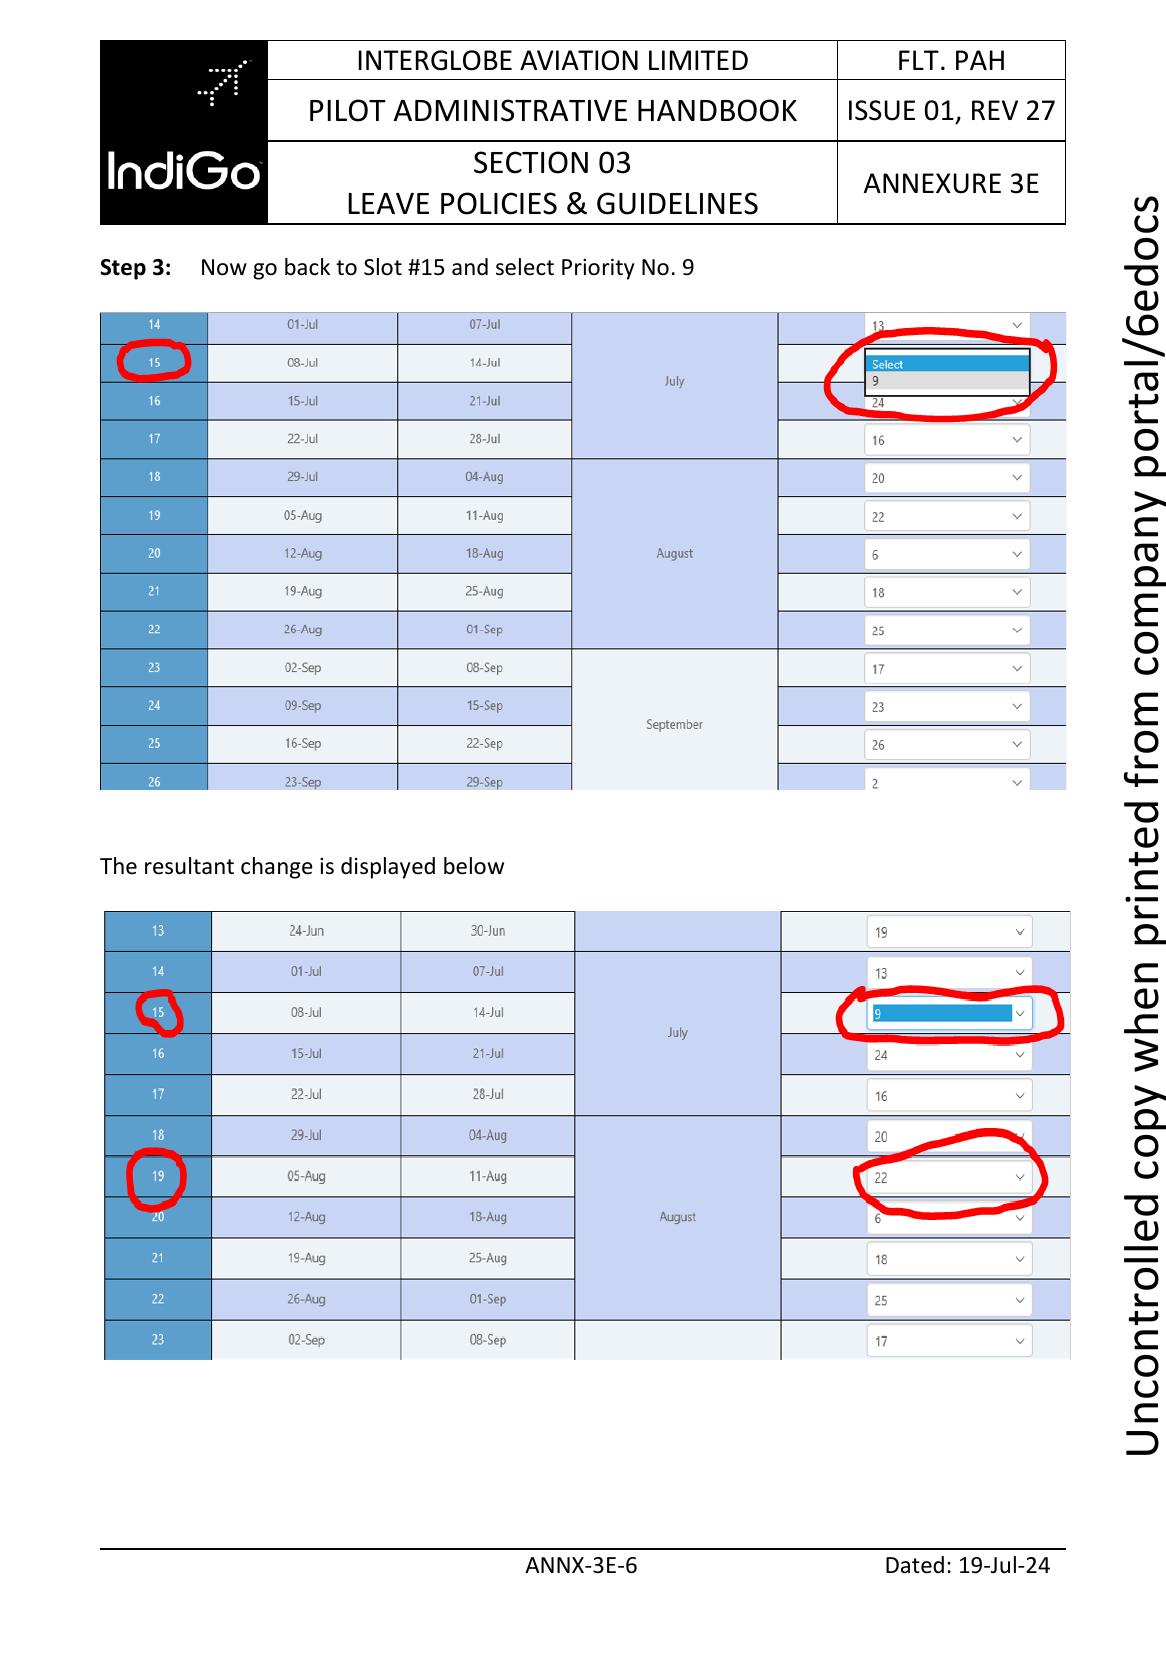 IndiGo
INTERGLOBE AVIATION LIMITED
FLT. PAH
PILOT ADMINISTRATIVE HANDBOOK
ISSUE 01, REV 27
SECTION 03
LEAVE POLICIES & GUIDELINES
ANNEXURE 3E
Step 3: Now go back to Slot #15 and select Priority No. 9
14 01-Jul 07-Jul 13
15 08-Jul 14-Jul Select
9
July
16 15-Jul 21-Jul 24
17 22-Jul 28-Jul 16
18 29-Jul 04-Aug 20
19 05-Aug 11-Aug 22
20 12-Aug 18-Aug August 6
21 19-Aug 25-Aug 18
22 26-Aug 01-Sep 25
23 02-Sep 08-Sep 17
24 09-Sep 15-Sep 23
September
25 16-Sep 22-Sep 26
26 23-Sep 29-Sep 2
The resultant change is displayed below
13 24-Jun 30-Jun 19
14 01-Jul 07-Jul 13
15 08-Jul 14-Jul 9
July
16 15-Jul 21-Jul 24
17 22-Jul 28-Jul 16
18 29-Jul 04-Aug 20
19 05-Aug 11-Aug 22
20 12-Aug 18-Aug August 6
21 19-Aug 25-Aug 18
22 26-Aug 01-Sep 25
23 02-Sep 08-Sep 17
ANNX-3E-6
Dated: 19-Jul-24
Uncontrolled copy when printed from company portal/6edocs